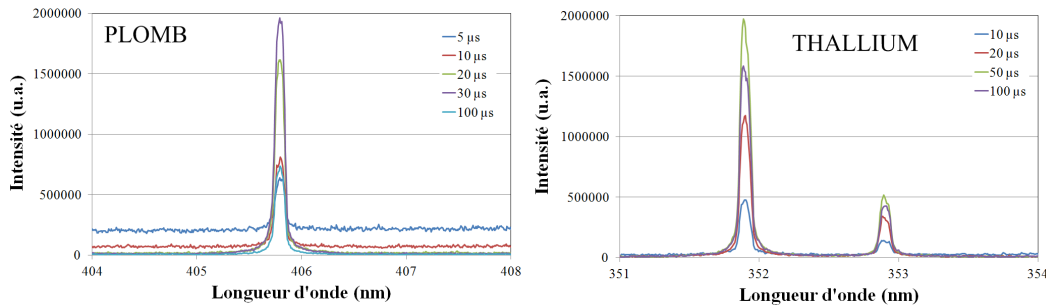 PLOMB
5 µs
10 µs
20 µs
30 µs
100 µs
Intensité (u.a.)
2000000
1500000
1000000
500000
0
404
405
406
407
408
Longueur d'onde (nm)
THALLIUM
10 µs
20 µs
50 µs
100 µs
Intensité (u.a.)
2000000
1500000
1000000
500000
0
351
352
353
354
Longueur d'onde (nm)